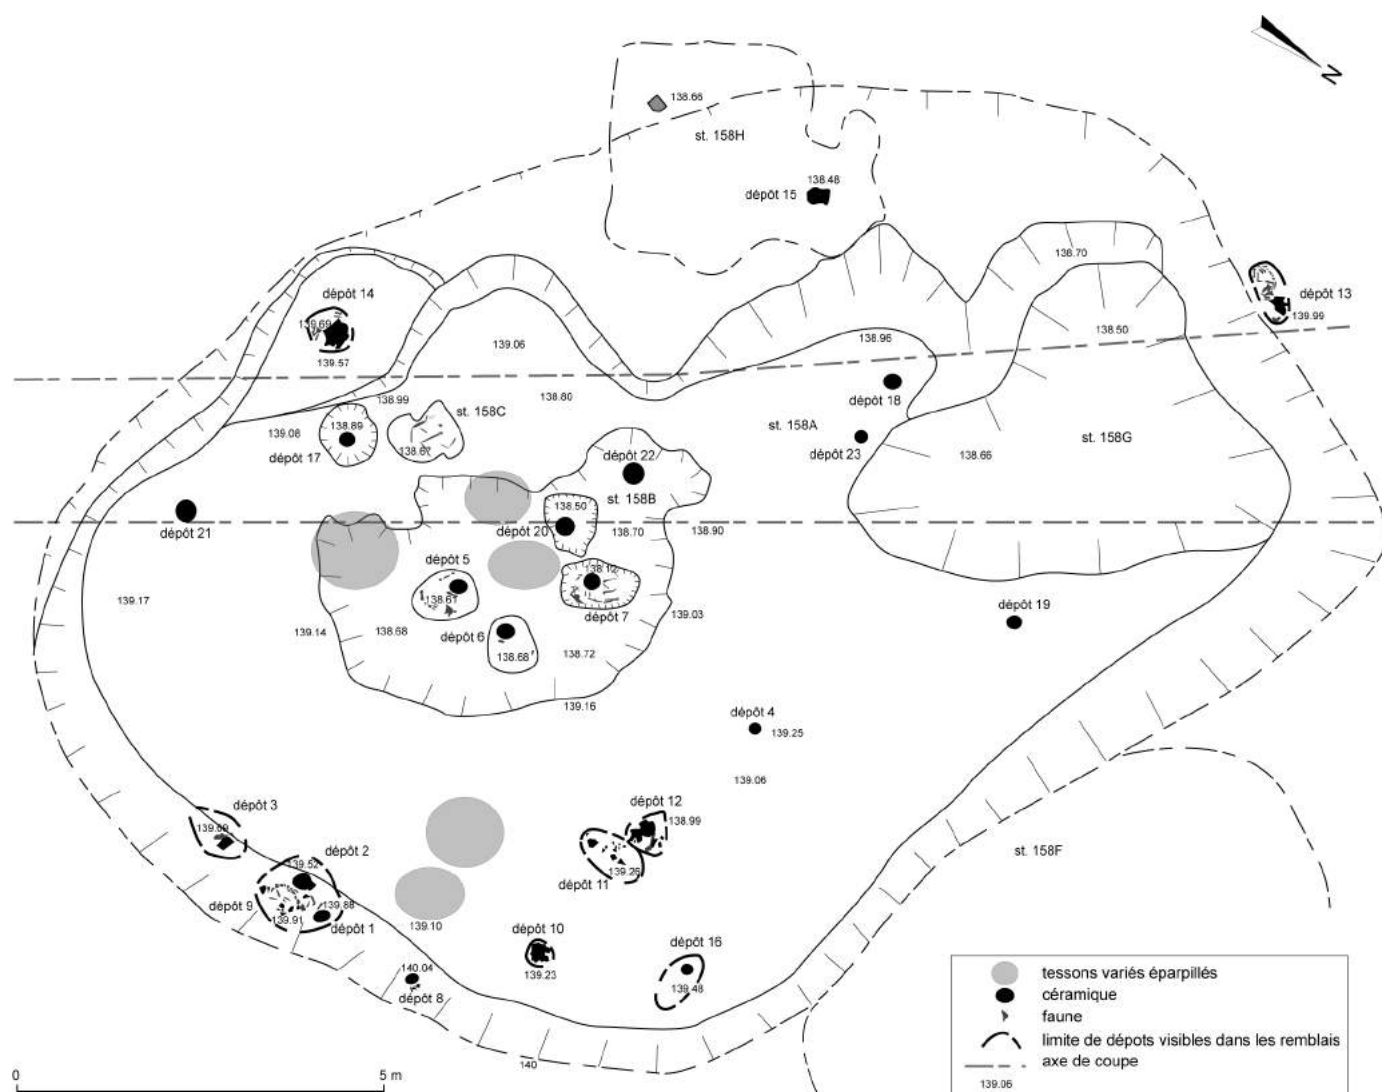 N
138.66
st. 158H
138.48
dépôt 15
138.70
dépôt 14
139.69
139.57
dépôt 13
139.99
138.50
139.06
138.96
138.99
138.80
dépôt 18
st. 158C
139.08
138.89
138.67
st. 158A
dépôt 23
st. 158G
138.66
dépôt 17
dépôt 22
st. 158B
138.50
dépôt 21
dépôt 20
138.70
138.90
dépôt 5
138.12
138.61
139.17
dépôt 19
dépôt 7
139.03
139.14
138.68
dépôt 6
138.68
138.72
139.16
dépôt 4
139.25
139.06
dépôt 3
139.69
dépôt 12
138.99
dépôt 2
139.52
st. 158F
139.26
dépôt 11
dépôt 9
139.88
139.91
dépôt 1
139.10
dépôt 10
139.23
dépôt 16
139.48
140.04
dépôt 8
140
tessons variés éparpillés
céramique
faune
limite de dépots visibles dans les remblais
axe de coupe
139.06
0
5 m